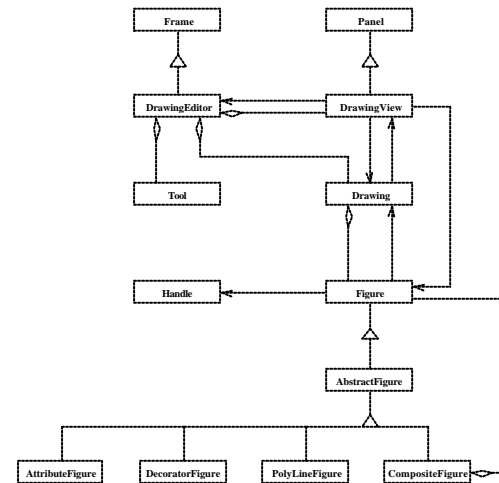 Frame
Panel
DrawingEditor
DrawingView
Tool
Drawing
Handle
Figure
AbstractFigure
AttributeFigure
DecoratorFigure
PolyLineFigure
CompositeFigure